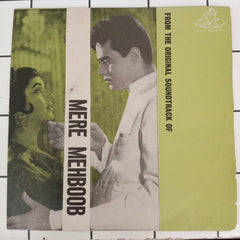 FROM THE ORIGINAL SOUNDTRACK OF
MERE MEHBOOB